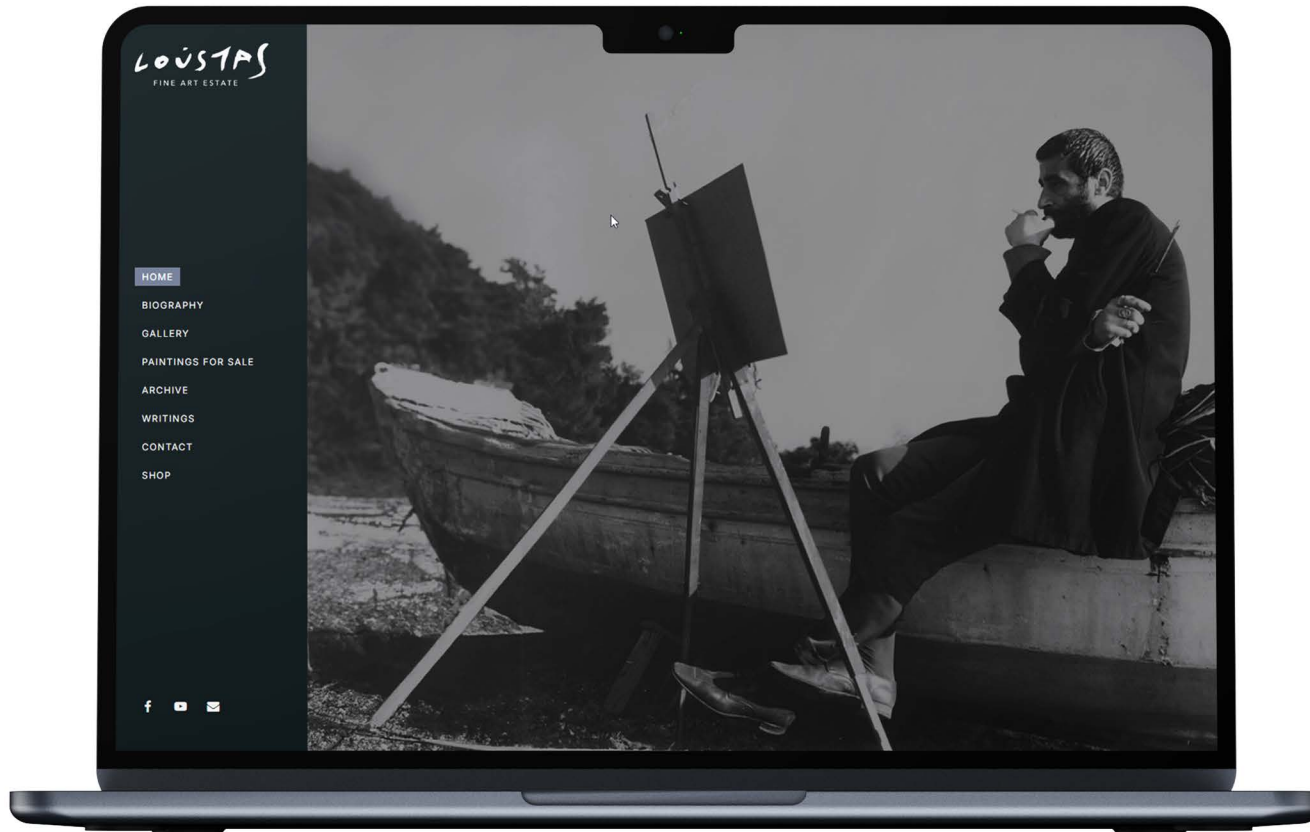 LOÚSTAS
FINE ART ESTATE
HOME
BIOGRAPHY
GALLERY
PAINTINGS FOR SALE
ARCHIVE
WRITINGS
CONTACT
SHOP